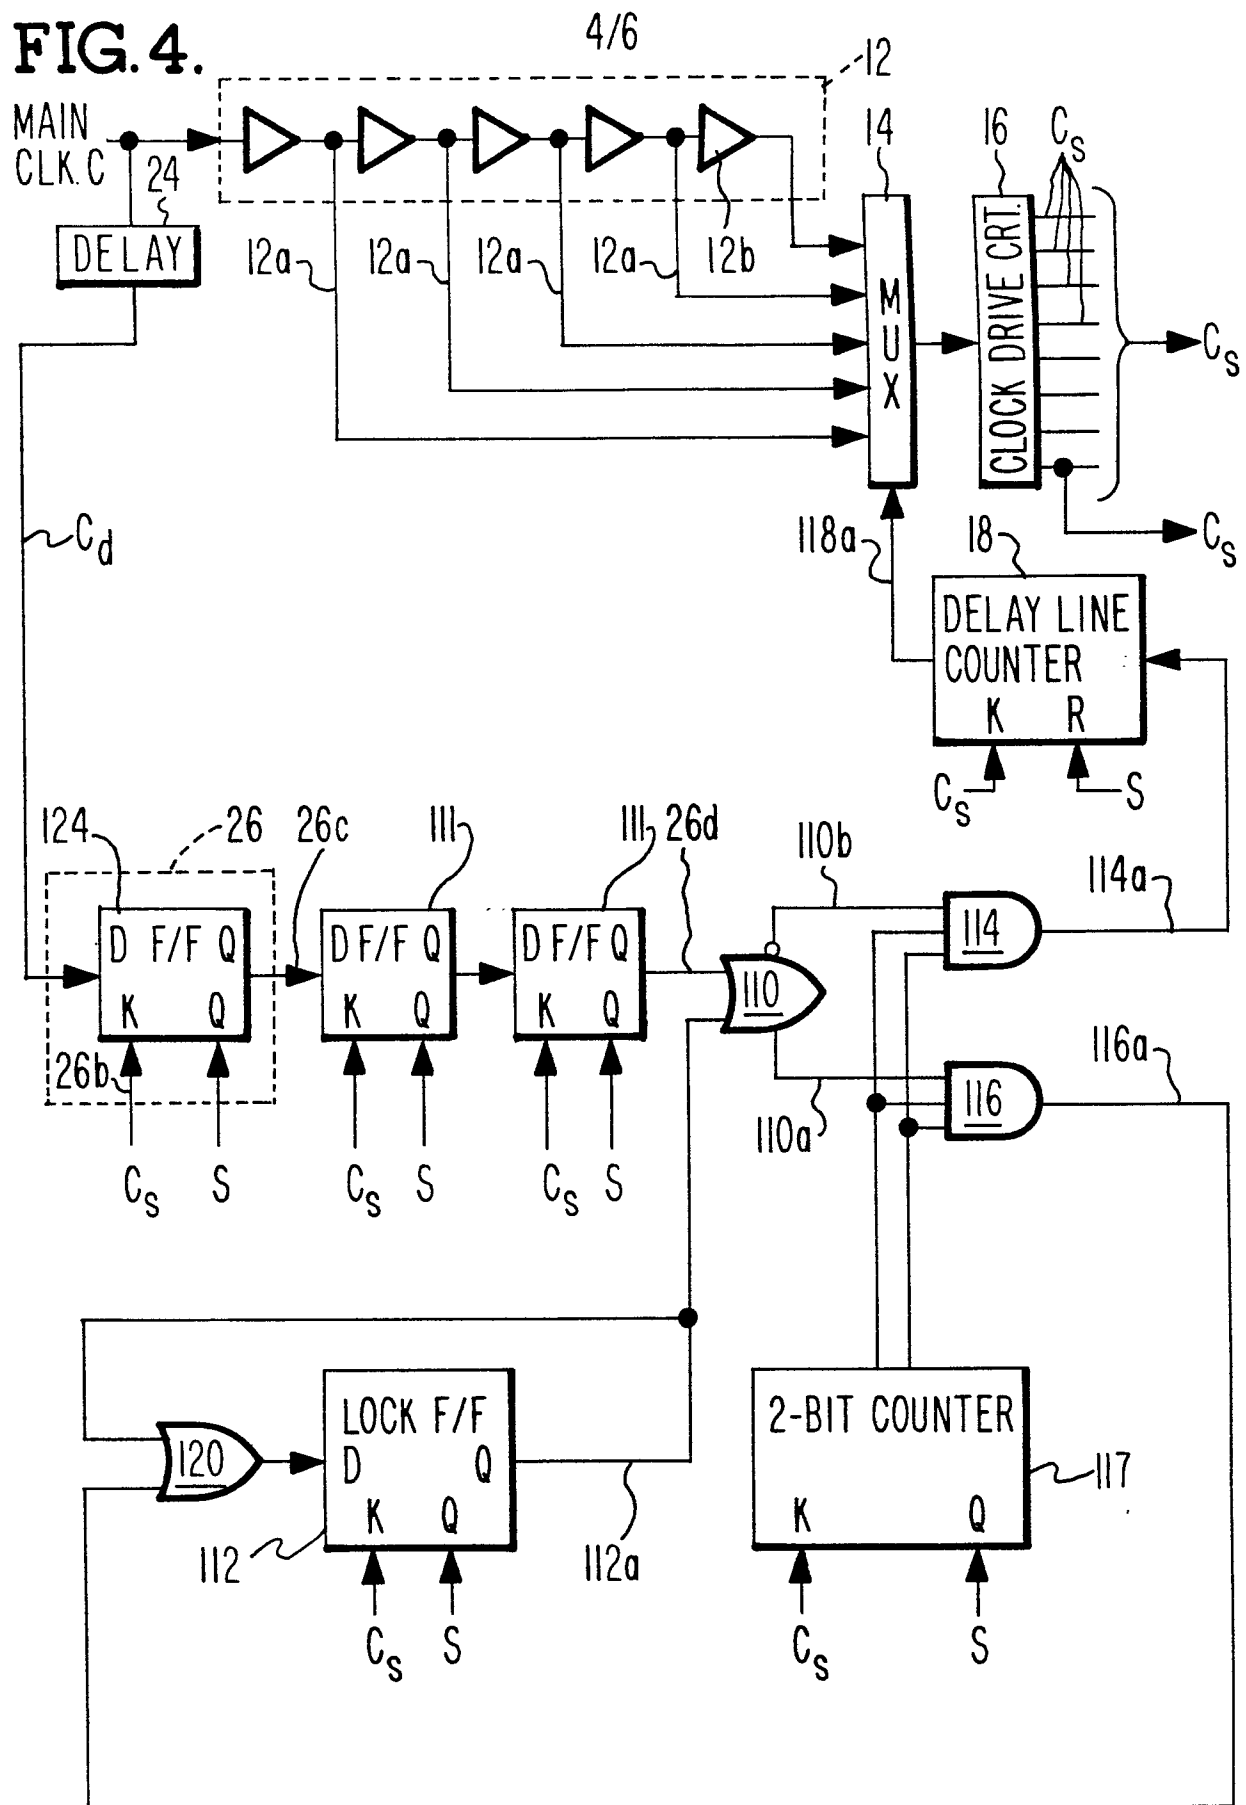 FIG. 4.
4/6
12
MAIN
CLK. C
24
14
16
Cs
DELAY
12a
12a
12a
12a
12b
MUX
CLOCK DRIVE CRT.
Cs
Cd
118a
18
Cs
DELAY LINE
COUNTER
K R
Cs
S
124
26
26c
111
111
26d
110b
114a
D F/F Q
K Q
D F/F Q
K Q
D F/F Q
K Q
110
114
26b
110a
116
116a
Cs
S
Cs
S
Cs
S
120
LOCK F/F
D Q
K Q
2-BIT COUNTER
K Q
117
112
112a
Cs
S
Cs
S